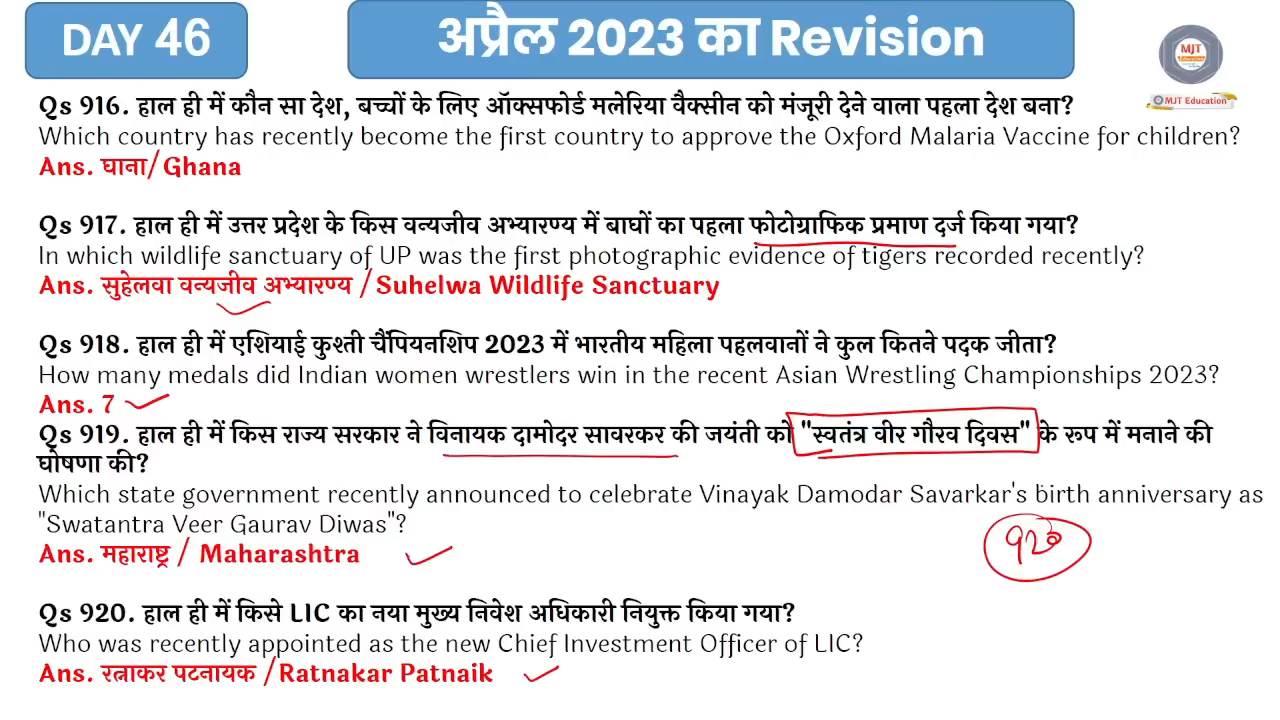 DAY 46
अप्रैल 2023 का Revision
MJT
Education
MJT Education
Qs 916. हाल ही में कौन सा देश, बच्चों के लिए ऑक्सफोर्ड मलेरिया वैक्सीन को मंजूरी देने वाला पहला देश बना?
Which country has recently become the first country to approve the Oxford Malaria Vaccine for children?
Ans. घाना/Ghana
Qs 917. हाल ही में उत्तर प्रदेश के किस वन्यजीव अभ्यारण्य में बाघों का पहला फोटोग्राफिक प्रमाण दर्ज किया गया?
In which wildlife sanctuary of UP was the first photographic evidence of tigers recorded recently?
Ans. सुहेलवा वन्यजीव अभ्यारण्य /Suhelwa Wildlife Sanctuary
Qs 918. हाल ही में एशियाई कुश्ती चैंपियनशिप 2023 में भारतीय महिला पहलवानों ने कुल कितने पदक जीता?
How many medals did Indian women wrestlers win in the recent Asian Wrestling Championships 2023?
Ans. 7
Qs 919. हाल ही में किस राज्य सरकार ने विनायक दामोदर सावरकर की जयंती को "स्वतंत्र वीर गौरव दिवस" के रूप में मनाने की
घोषणा की?
Which state government recently announced to celebrate Vinayak Damodar Savarkar's birth anniversary as
"Swatantra Veer Gaurav Diwas"?
Ans. महाराष्ट्र / Maharashtra
920
Qs 920. हाल ही में किसे LIC का नया मुख्य निवेश अधिकारी नियुक्त किया गया?
Who was recently appointed as the new Chief Investment Officer of LIC?
Ans. रत्नाकर पटनायक /Ratnakar Patnaik